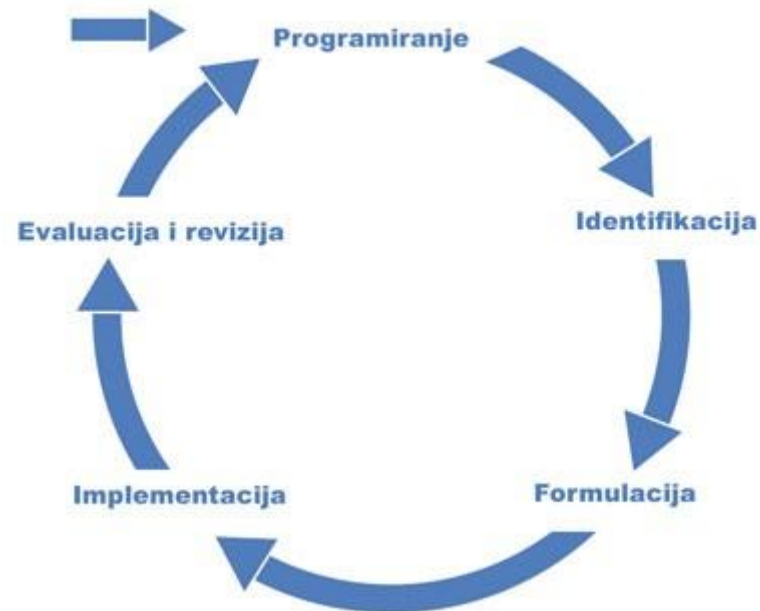 Programiranje
Identifikacija
Formulacija
Implementacija
Evaluacija i revizija